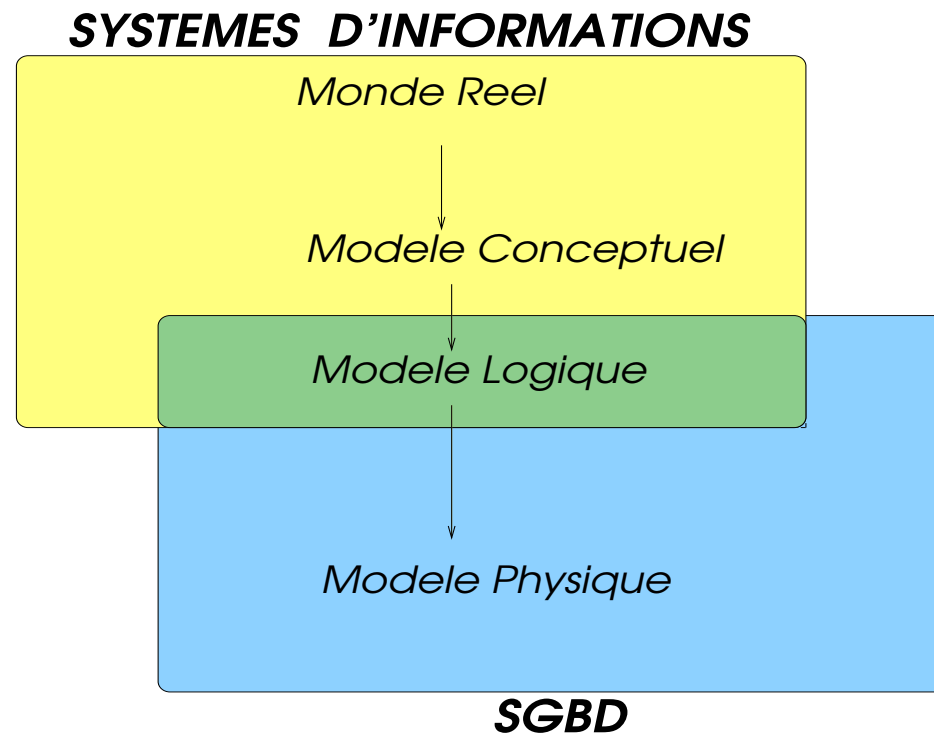 SYSTEMES D'INFORMATIONS
Monde Reel
Modele Conceptuel
Modele Logique
Modele Physique
SGBD